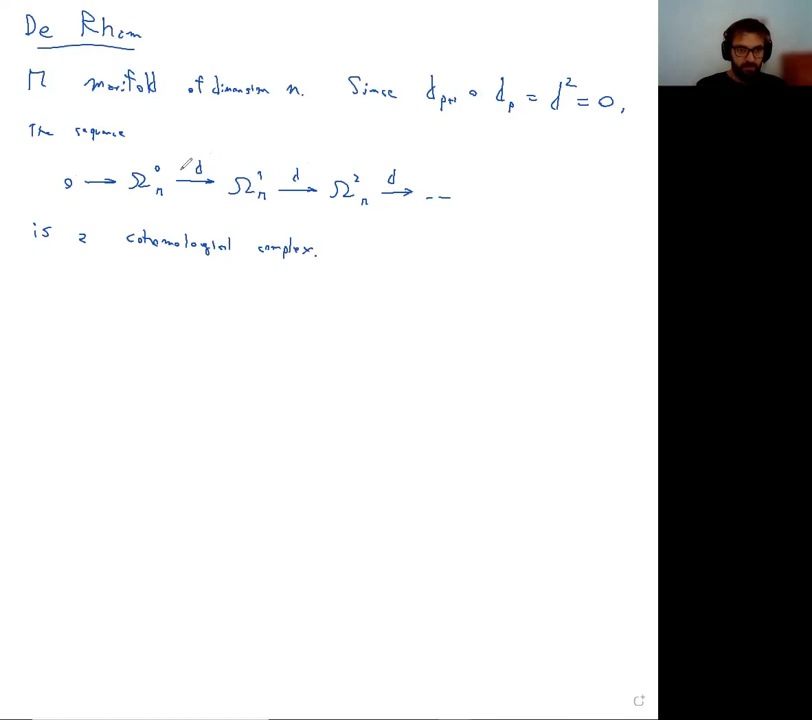 De Rham
M manifold of dimension n. Since d_{p+1} ∘ d_p = d² = 0,
The sequence
0 → Ω⁰_M →^d Ω¹_M →^d Ω²_M →^d ...
is a cohomological complex.